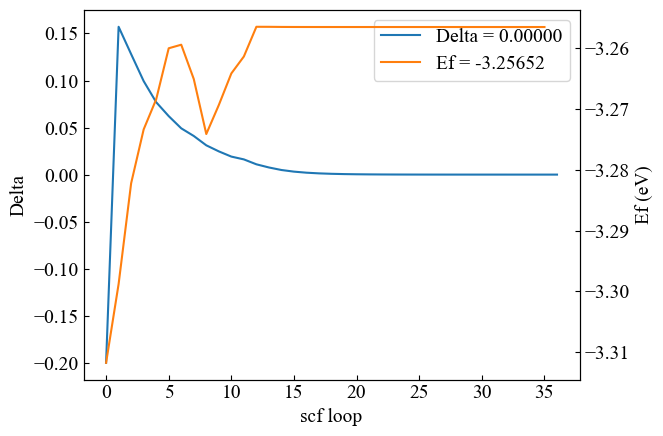 Delta = 0.00000
Ef = -3.25652
0.15
0.10
0.05
0.00
−0.05
−0.10
−0.15
−0.20
Delta
−3.26
−3.27
−3.28
−3.29
−3.30
−3.31
Ef (eV)
0 5 10 15 20 25 30 35
scf loop